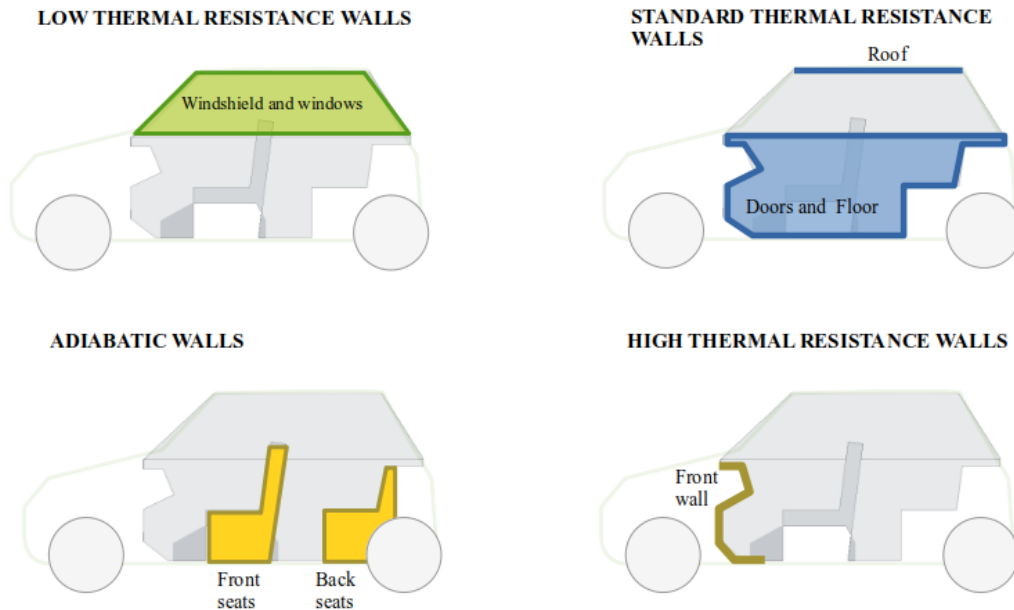 LOW THERMAL RESISTANCE WALLS
Windshield and windows
STANDARD THERMAL RESISTANCE
WALLS
Roof
Doors and Floor
ADIABATIC WALLS
Front
seats
Back
seats
HIGH THERMAL RESISTANCE WALLS
Front
wall